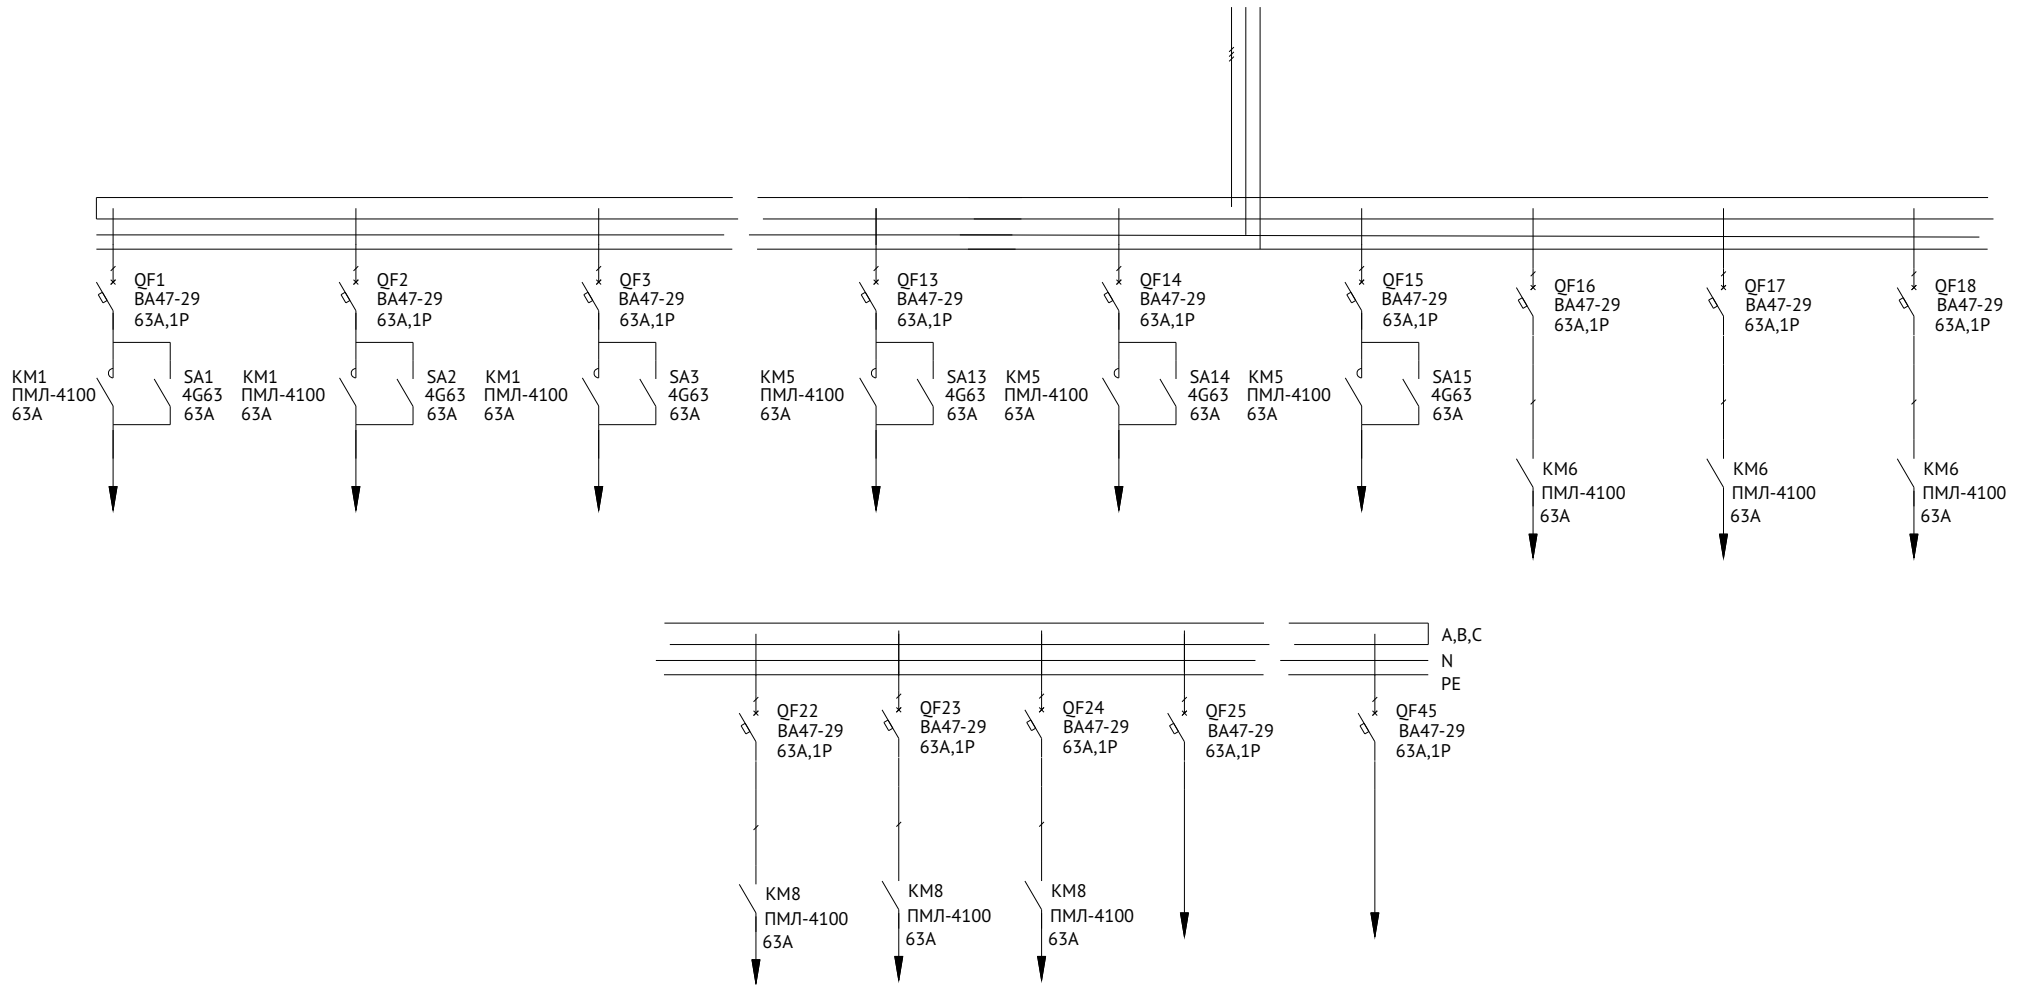 QF1
ВА47-29
63А,1Р
KM1
ПМЛ-4100
63А
SA1
4G63
63А
QF2
ВА47-29
63А,1Р
KM1
ПМЛ-4100
63А
SA2
4G63
63А
QF3
ВА47-29
63А,1Р
KM1
ПМЛ-4100
63А
SA3
4G63
63А
QF13
ВА47-29
63А,1Р
KM5
ПМЛ-4100
63А
SA13
4G63
63А
QF14
ВА47-29
63А,1Р
KM5
ПМЛ-4100
63А
SA14
4G63
63А
QF15
ВА47-29
63А,1Р
KM5
ПМЛ-4100
63А
SA15
4G63
63А
QF16
ВА47-29
63А,1Р
KM6
ПМЛ-4100
63А
QF17
ВА47-29
63А,1Р
KM6
ПМЛ-4100
63А
QF18
ВА47-29
63А,1Р
KM6
ПМЛ-4100
63А
A,B,C
N
PE
QF22
ВА47-29
63А,1Р
KM8
ПМЛ-4100
63А
QF23
ВА47-29
63А,1Р
KM8
ПМЛ-4100
63А
QF24
ВА47-29
63А,1Р
KM8
ПМЛ-4100
63А
QF25
ВА47-29
63А,1Р
QF45
ВА47-29
63А,1Р